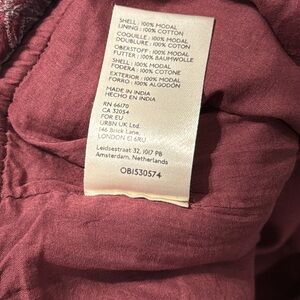 SHELL : 100% MODAL
LINING : 100% COTTON
COQUILLE : 100% MODAL
DOUBLURE : 100% COTON
OBERSTOFF : 100% MODAL
FUTTER : 100% BAUMWOLLE
SHELL : 100% MODAL
FODERA : 100% COTONE
EXTERIOR : 100% MODAL
FORRO : 100% ALGODÓN
MADE IN INDIA
HECHO EN INDIA
RN 66170
CA 32054
FOR EU
URBN UK Ltd.
146 Brick Lane,
LONDON E1 6RU
Leidsestraat 32, 1017 PB
Amsterdam, Netherlands
OB1530574